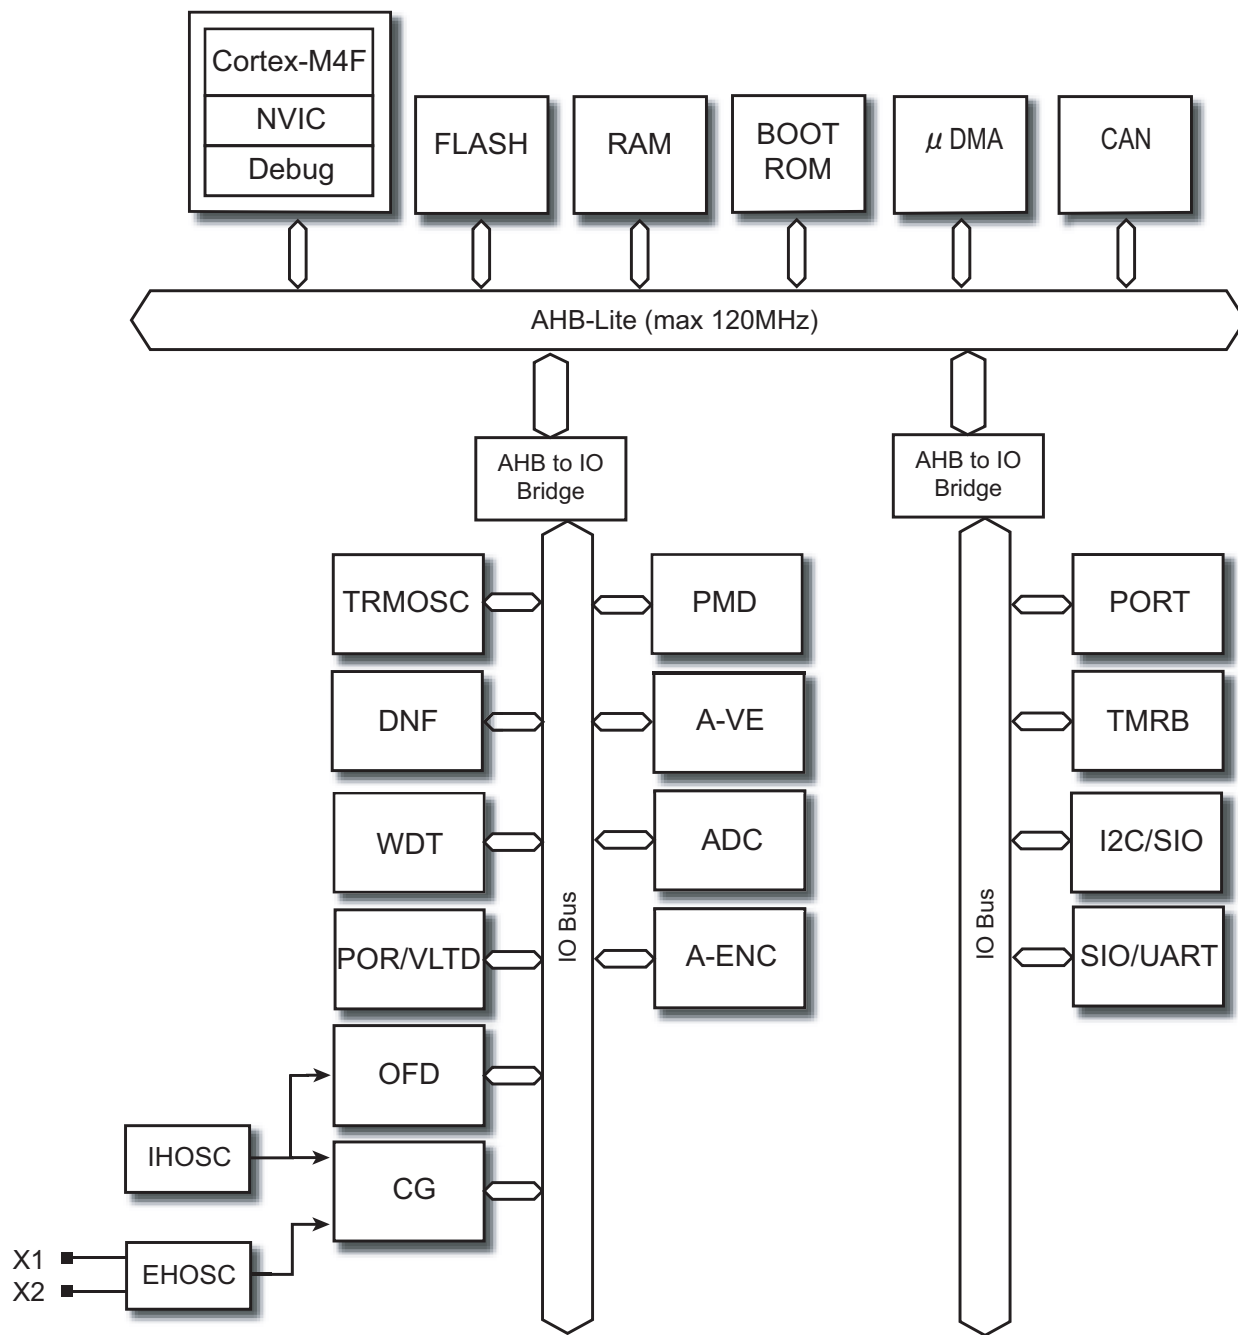 Cortex-M4F
NVIC
Debug
FLASH
RAM
BOOT
ROM
μ DMA
CAN
AHB-Lite (max 120MHz)
AHB to IO
Bridge
AHB to IO
Bridge
TRMOSC
PMD
PORT
DNF
A-VE
TMRB
WDT
ADC
I2C/SIO
IO Bus
IO Bus
POR/VLTD
A-ENC
SIO/UART
OFD
IHOSC
CG
X1
X2
EHOSC